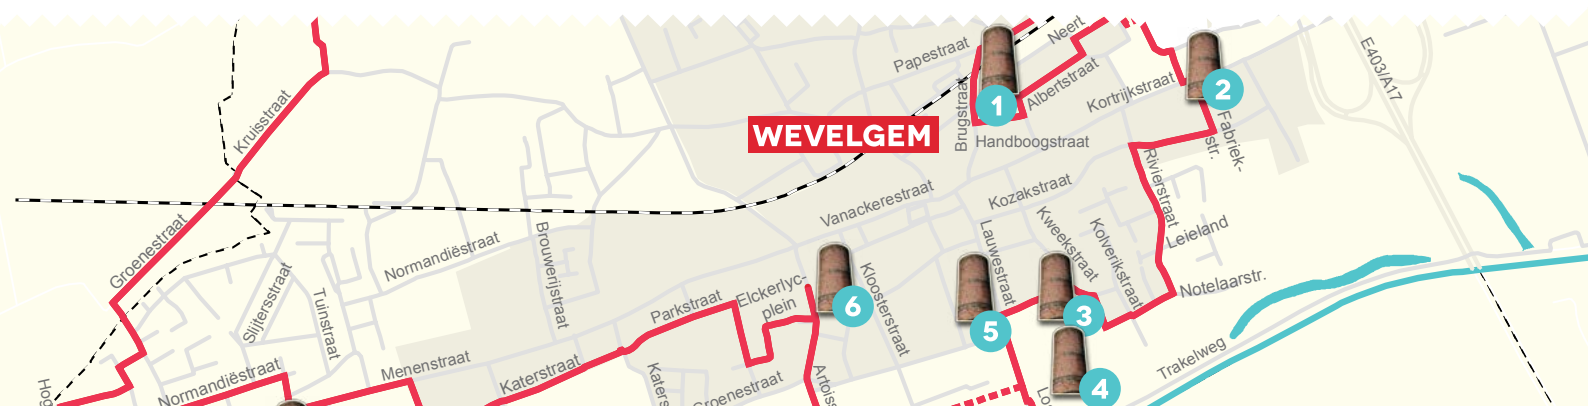 Neert
Papestraat
E403/A17
Albertstraat
Kortrijkstraat
1
2
Kruisstraat
Brugstraat
WEVELGEM
Handboogstraat
Fabriek-
str.
Rivierstraat
Kozakstraat
Vanackerestraat
Groenestraat
Normandiëstraat
Brouwerijstraat
Lauwestraat
Kweekstraat
Kolverikstraat
Leieland
Slijtersstraat
Tuinstraat
Parkstraat
Elckerlyc-
plein
6
Kloosterstraat
5
3
Notelaarstr.
Menenstraat
Normandiëstraat
Katerstraat
Groenestraat
4
Trakelweg